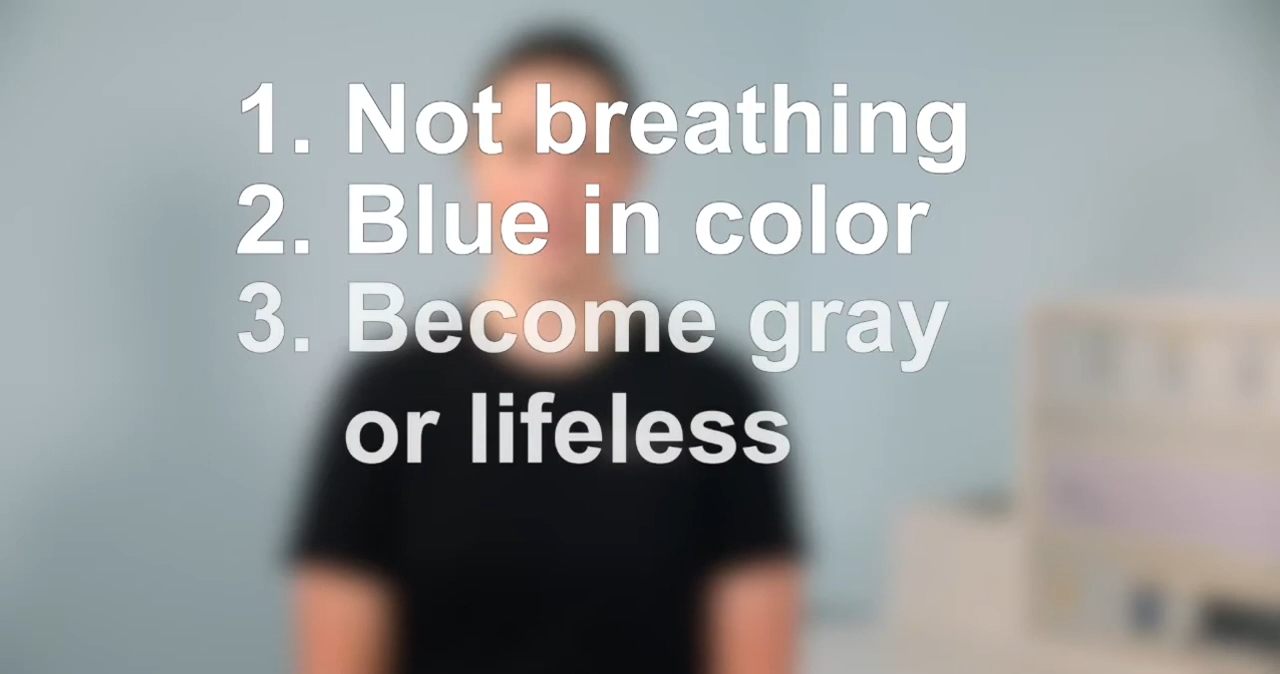 1. Not breathing
2. Blue in color
3. Become gray
or lifeless